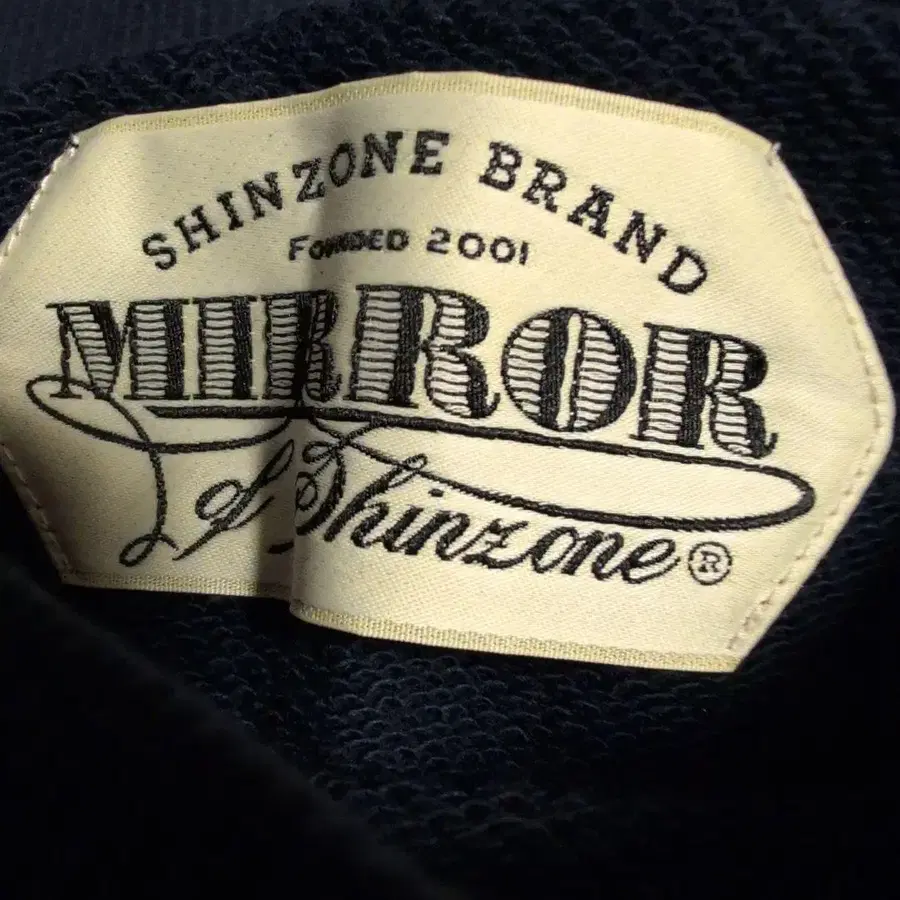 SHINZONE BRAND
FOUNDED 2001
MIRROR
of Shinzone®